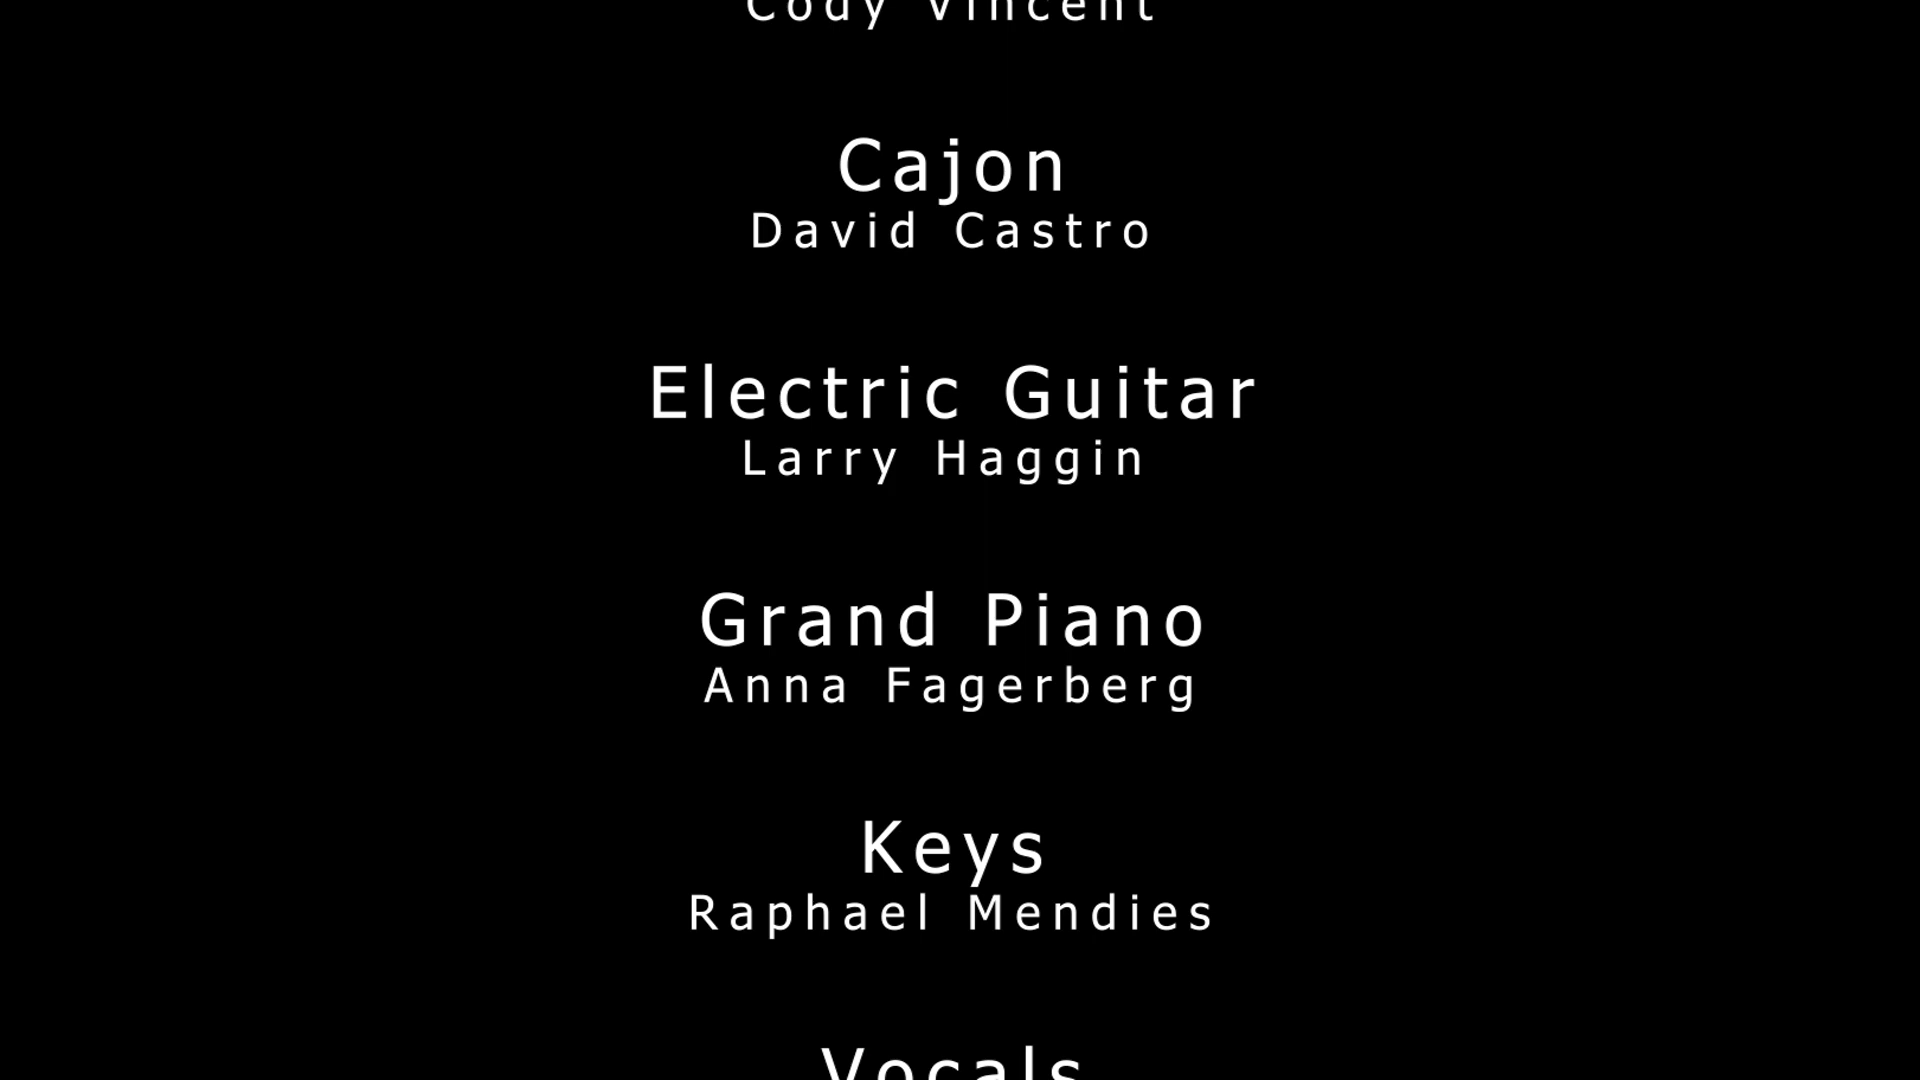 Cody Vincent
Cajon
David Castro
Electric Guitar
Larry Haggin
Grand Piano
Anna Fagerberg
Keys
Raphael Mendies
Vocals